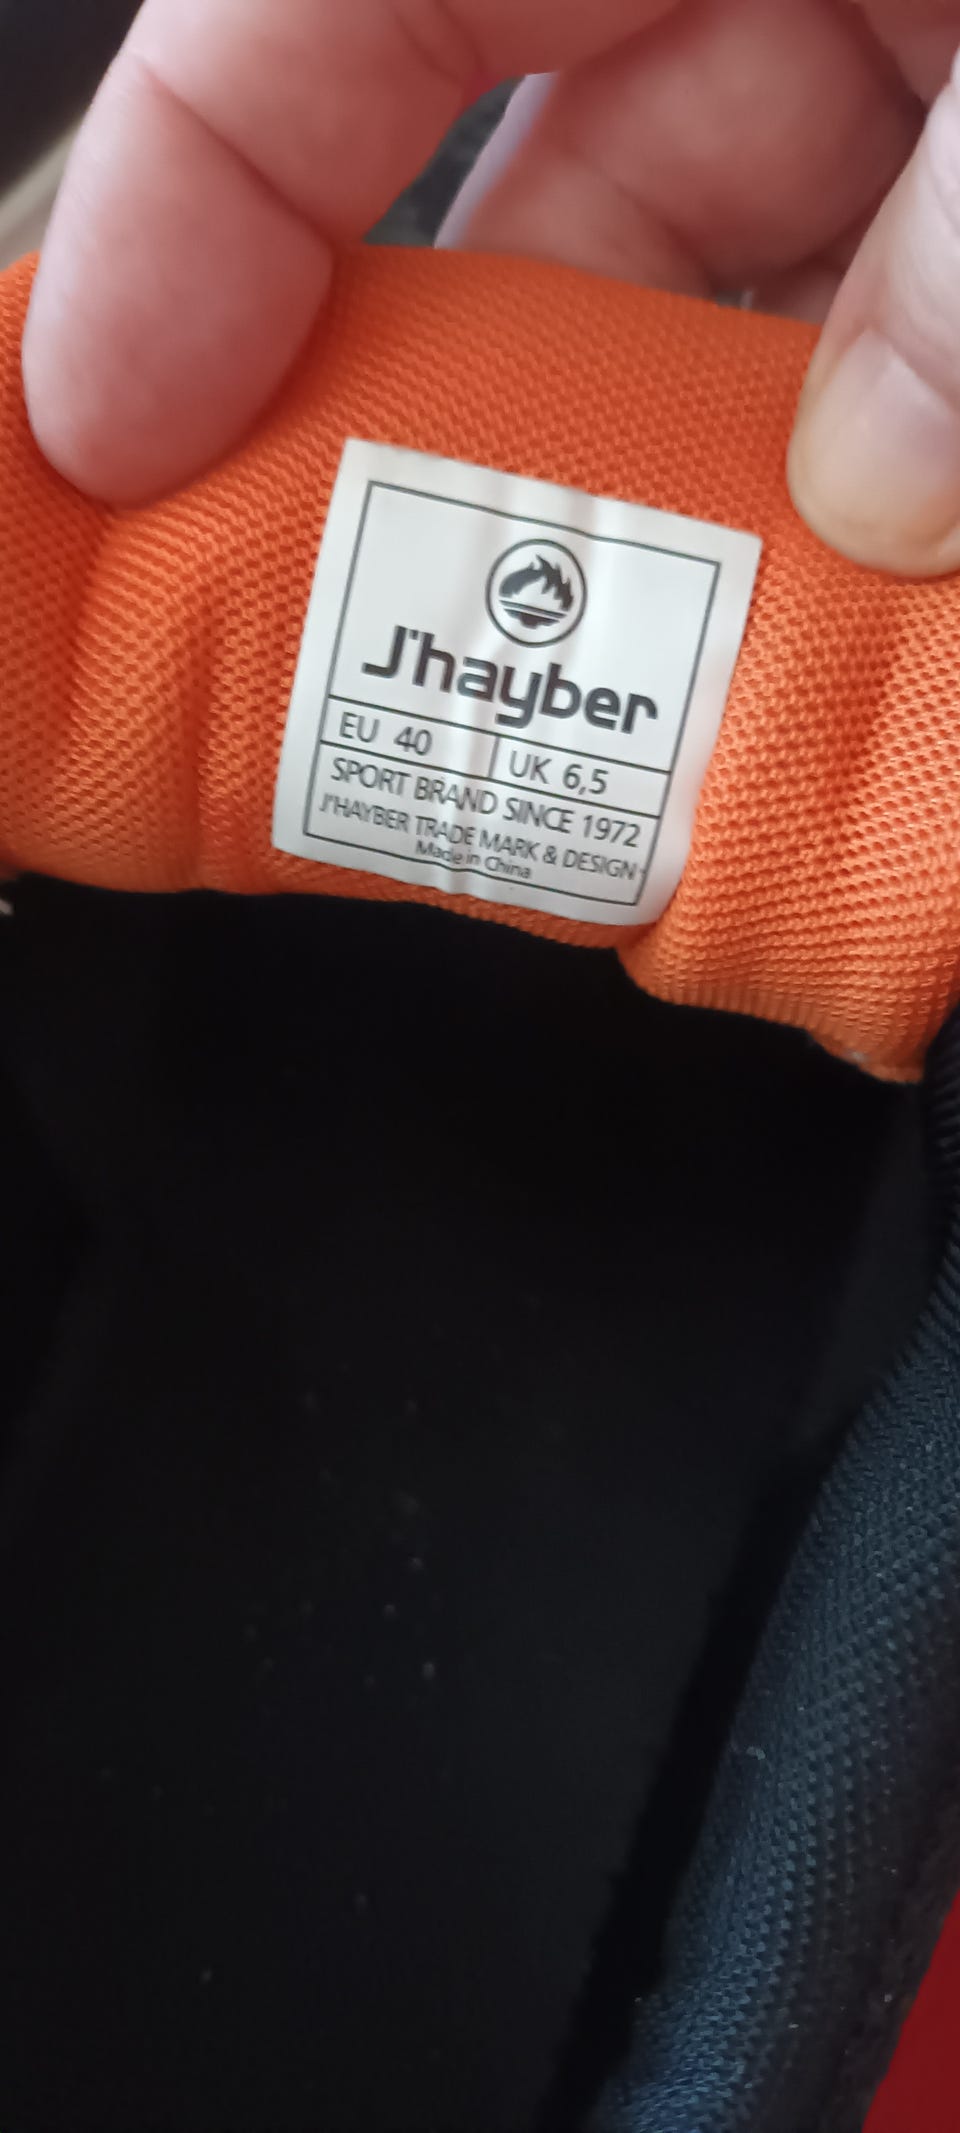 J'hayber
EU 40 UK 6,5
SPORT BRAND SINCE 1972
J'HAYBER TRADE MARK & DESIGN
Made in China